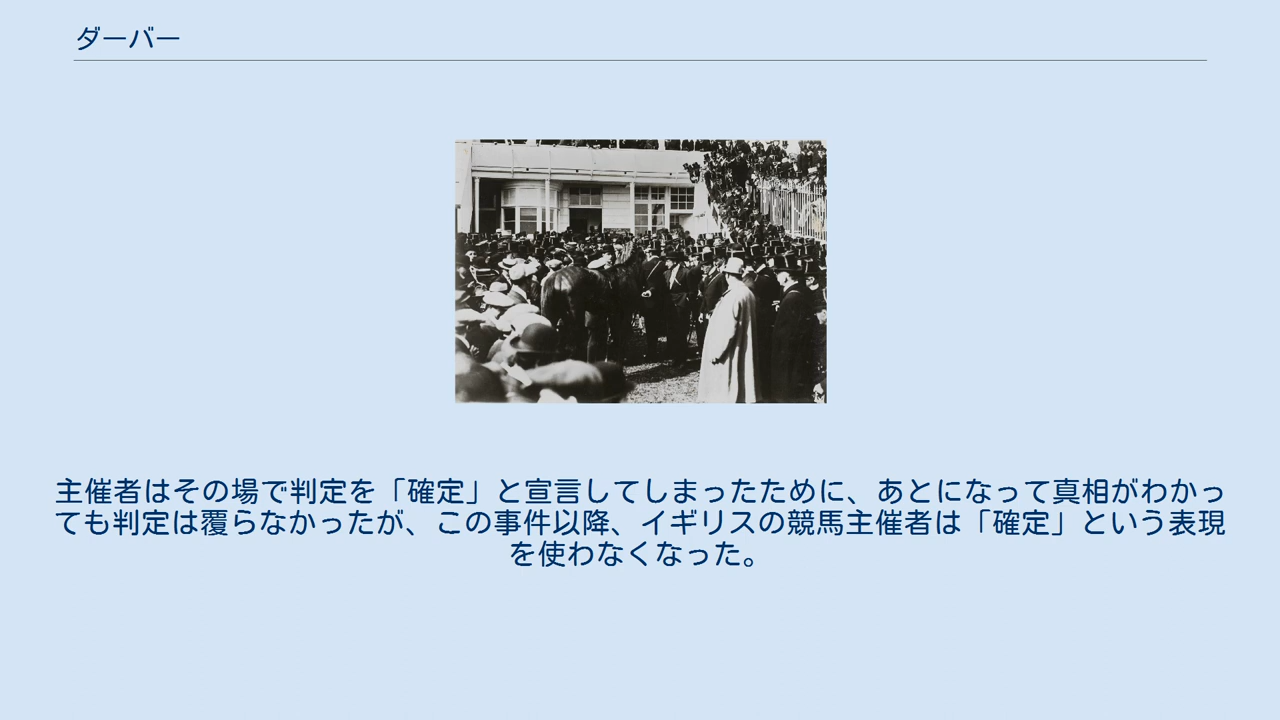 ダーバー
主催者はその場で判定を「確定」と宣言してしまったために、あとになって真相がわかっ
ても判定は覆らなかったが、この事件以降、イギリスの競馬主催者は「確定」という表現
を使わなくなった。